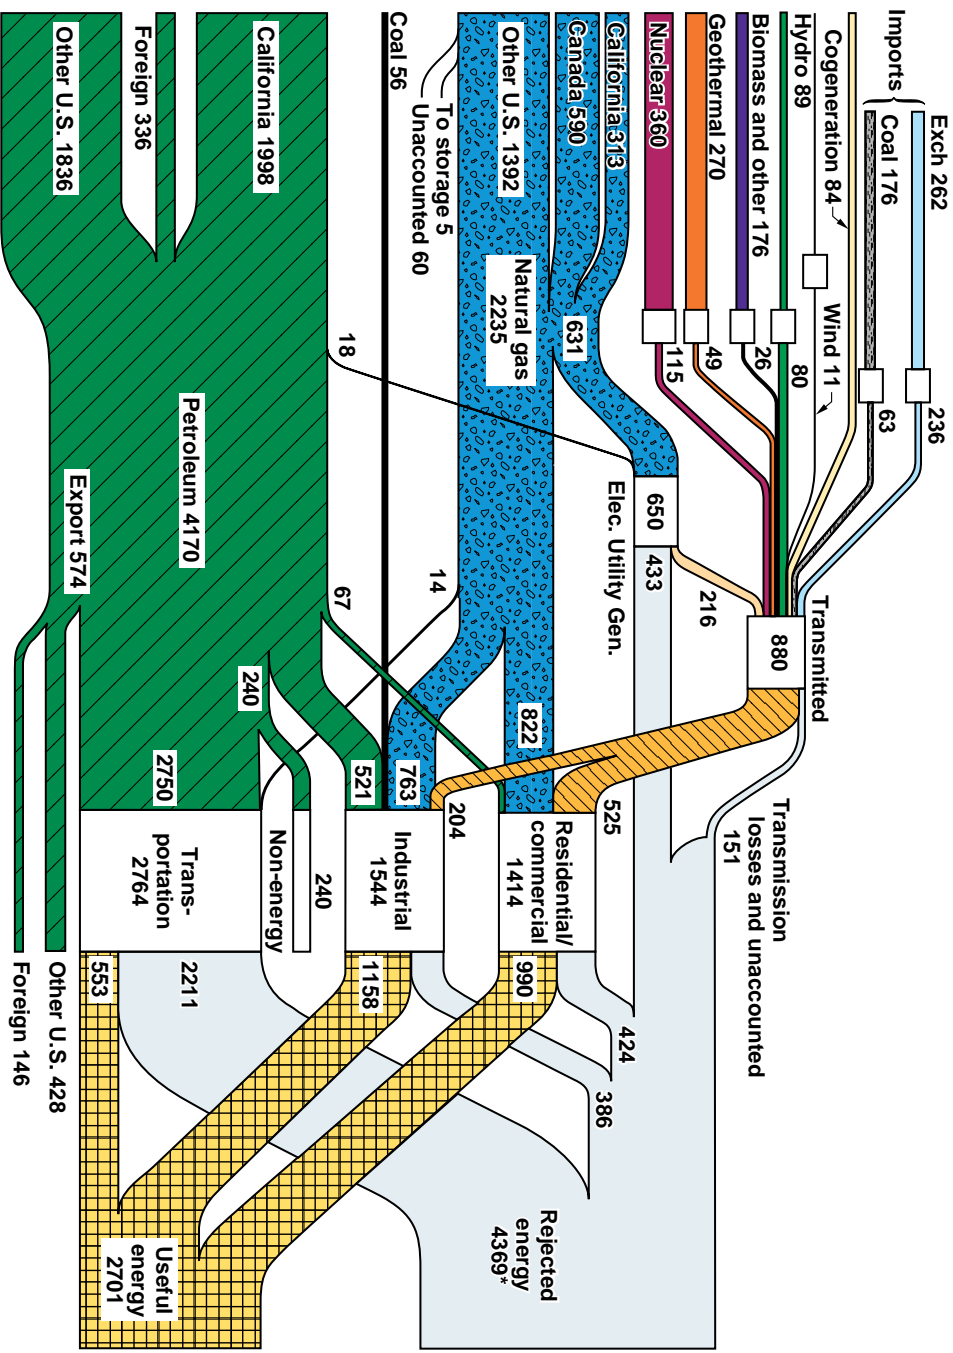 Imports
Exch 262
Coal 176
Cogeneration 84
Hydro 89
Biomass and other 176
Geothermal 270
Nuclear 360
California 313
Canada 590
Other U.S. 1392
To storage 5
Unaccounted 60
Coal 56
California 1998
Foreign 336
Other U.S. 1836
236
63
Wind 11
80
26
49
115
631
Natural gas
2235
18
Petroleum 4170
Export 574
Elec. Utility Gen.
650
433
216
Transmitted
880
14
67
240
Transmission
losses and unaccounted
151
525
822
204
763
521
2750
Residential/
commercial
1414
Industrial
1544
240
Non-energy
Trans-
portation
2764
424
386
990
1158
2211
553
Other U.S. 428
Foreign 146
Rejected
energy
4369*
Useful
energy
2701